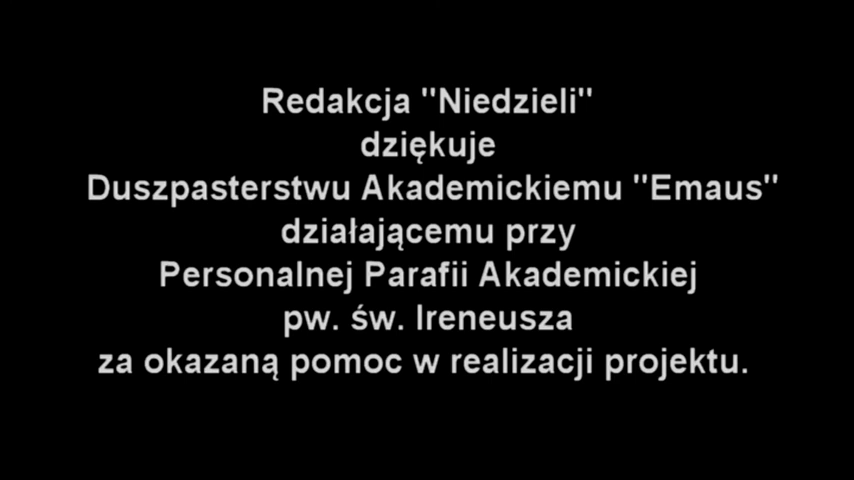 Redakcja "Niedzieli"
dziękuje
Duszpasterstwu Akademickiemu "Emaus"
działającemu przy
Personalnej Parafii Akademickiej
pw. św. Ireneusza
za okazaną pomoc w realizacji projektu.